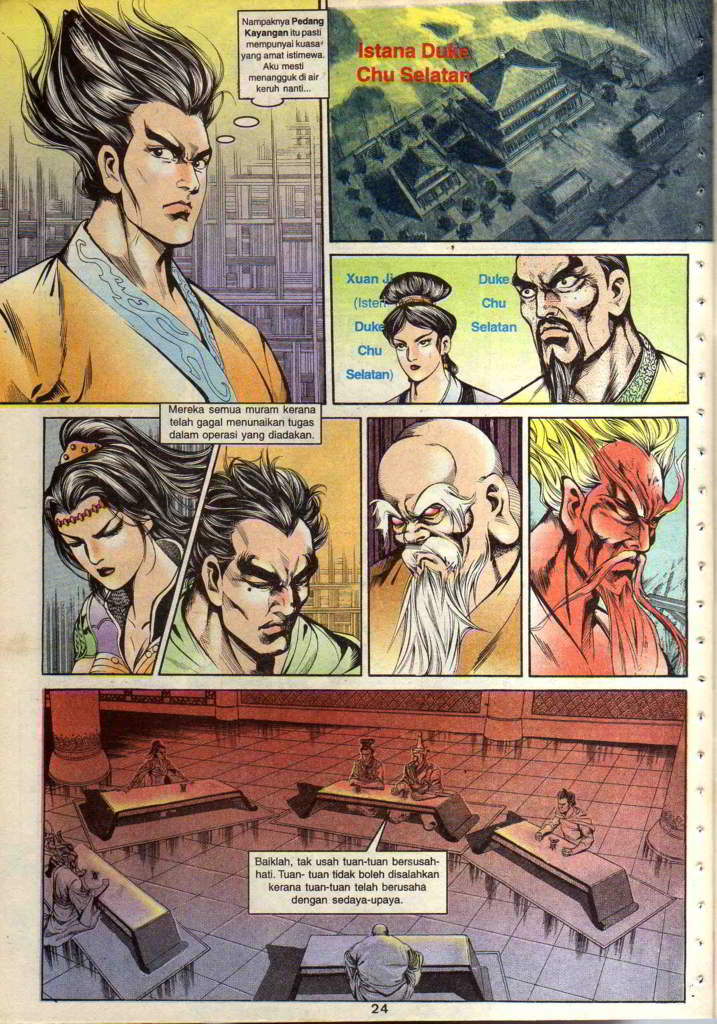 Nampaknya Pedang
Kayangan itu pasti
mempunyai kuasa
yang amat istimewa.
Aku mesti
menangguk di air
keruh nanti...
Istana Duke
Chu Selatan
Xuan Ji
(Isteri
Duke
Chu
Selatan)
Duke
Chu
Selatan
Mereka semua muram kerana
telah gagal menunaikan tugas
dalam operasi yang diadakan.
Baiklah, tak usah tuan-tuan bersusah-
hati. Tuan- tuan tidak boleh disalahkan
kerana tuan-tuan telah berusaha
dengan sedaya-upaya.
24